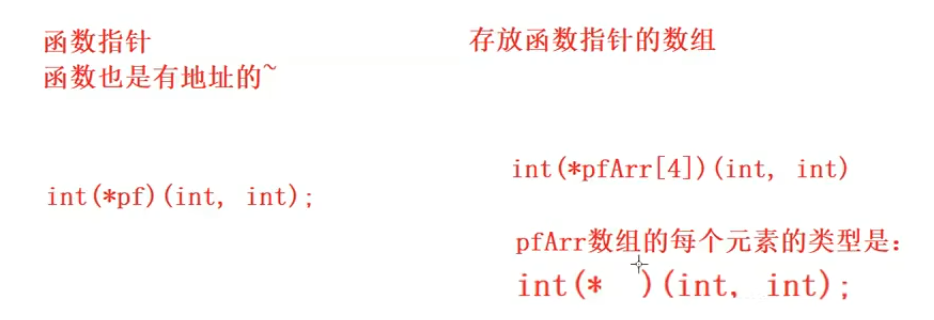 函数指针
函数也是有地址的~
int(*pf)(int, int);
存放函数指针的数组
int(*pfArr[4])(int, int)
pfArr数组的每个元素的类型是：
int(*  )(int, int);